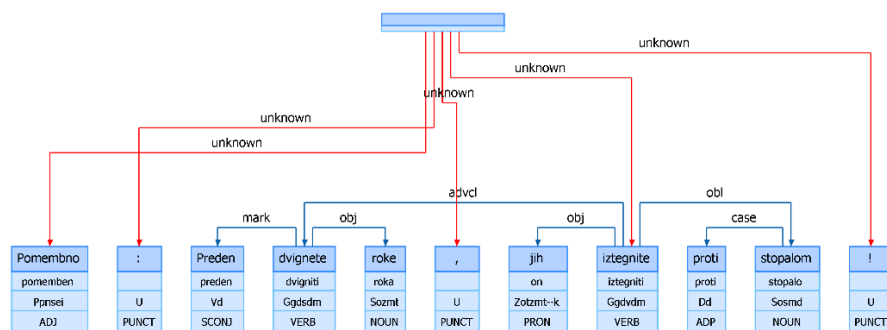 unknown
unknown
unknown
unknown
unknown
advcl obl
mark obj obj case
Pomembno : Preden dvignete roke , jih iztegnite proti stopalom !
pomemben preden dvigniti roka on iztegniti proti stopalo
Ppnsei U Vd Ggdsdm Sozmt U Zotzmt--k Ggdvdm Dd Sosmd U
ADJ PUNCT SCONJ VERB NOUN PUNCT PRON VERB ADP NOUN PUNCT